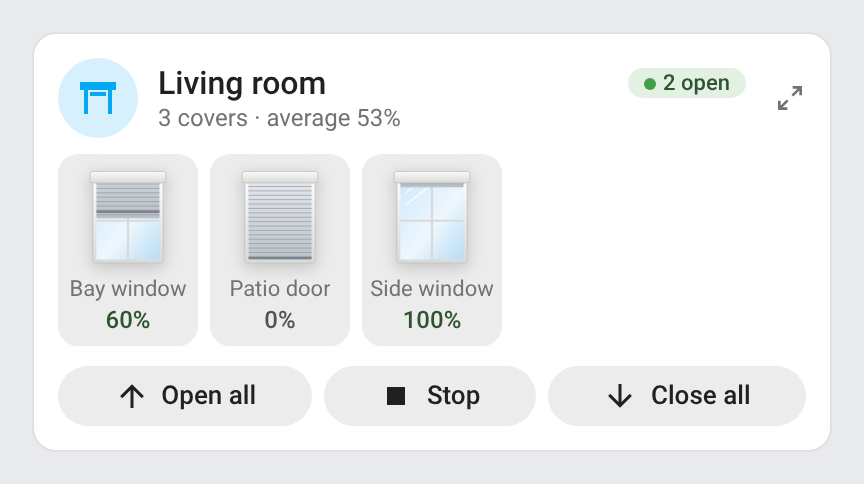 Living room
2 open
3 covers · average 53%
Bay window
60%
Patio door
0%
Side window
100%
Open all
Stop
Close all